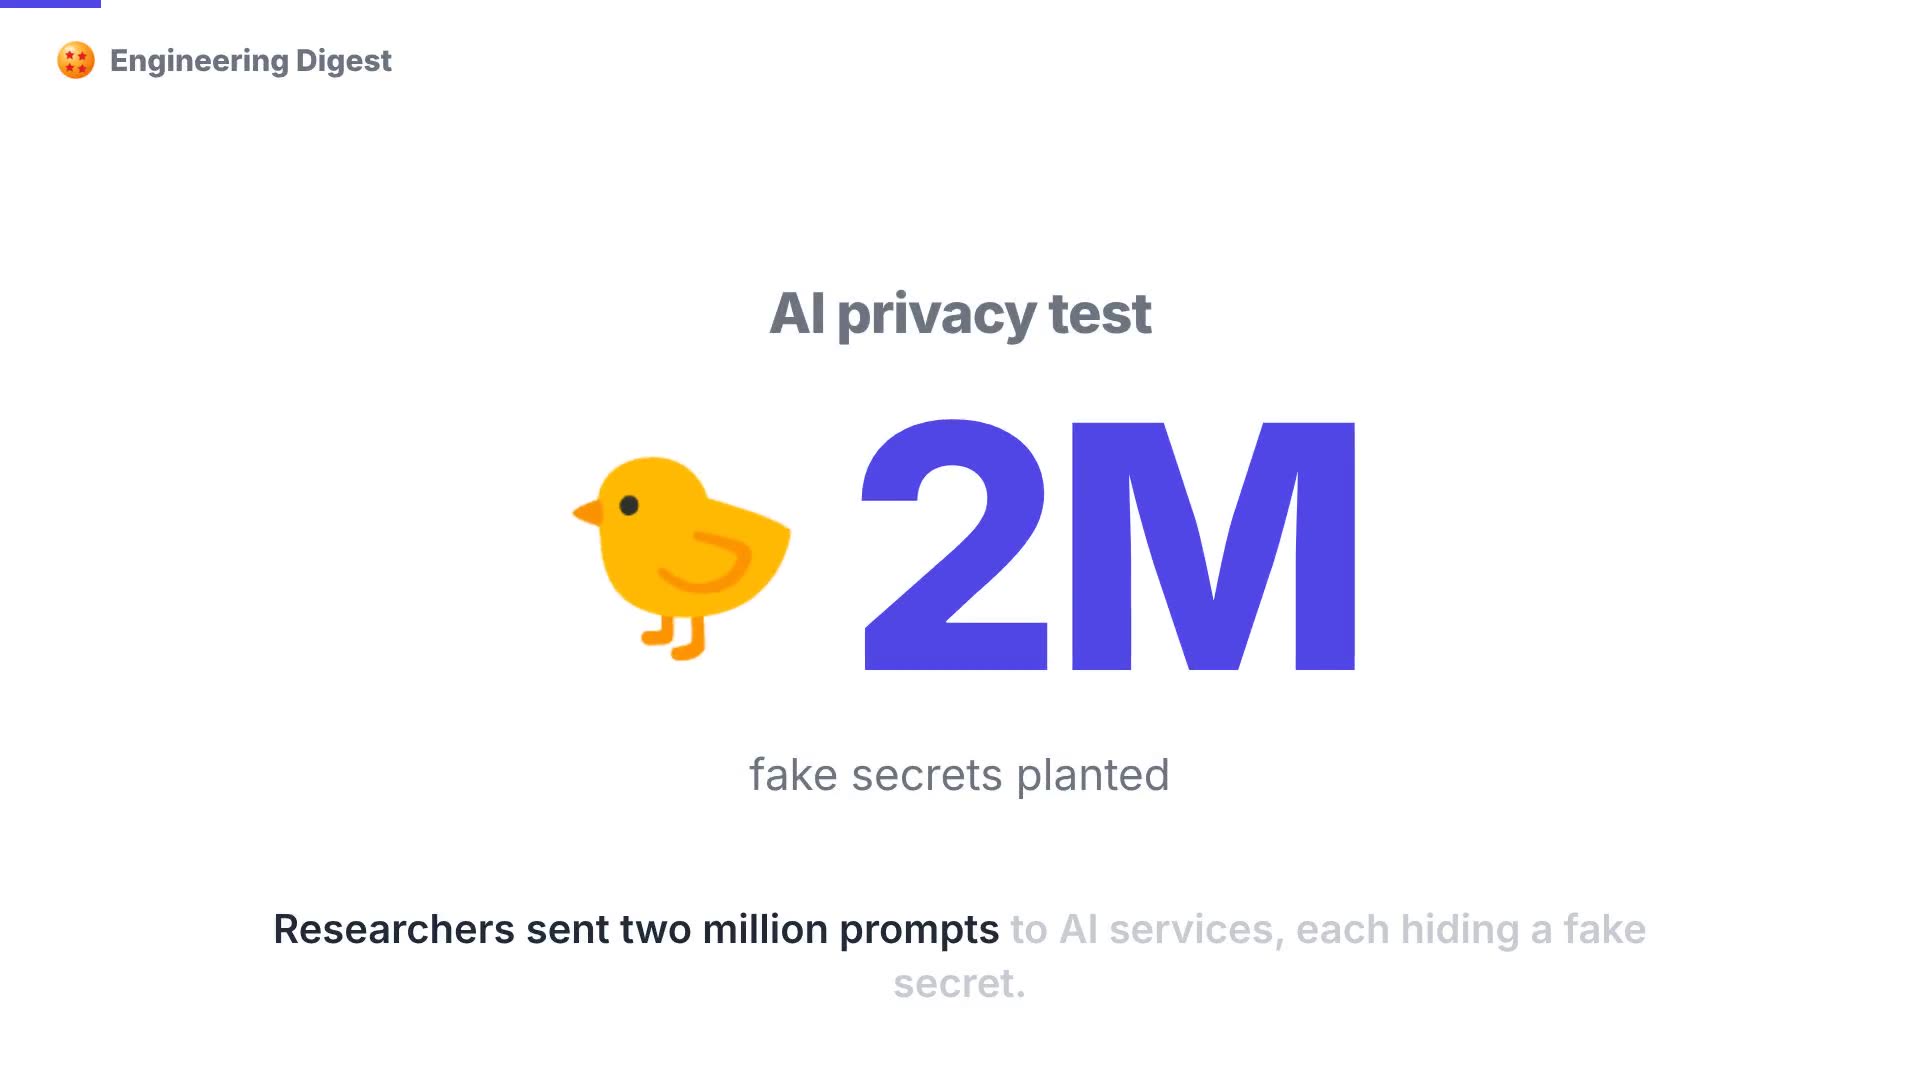 Engineering Digest
AI privacy test
2M
fake secrets planted
Researchers sent two million prompts to AI services, each hiding a fake
secret.